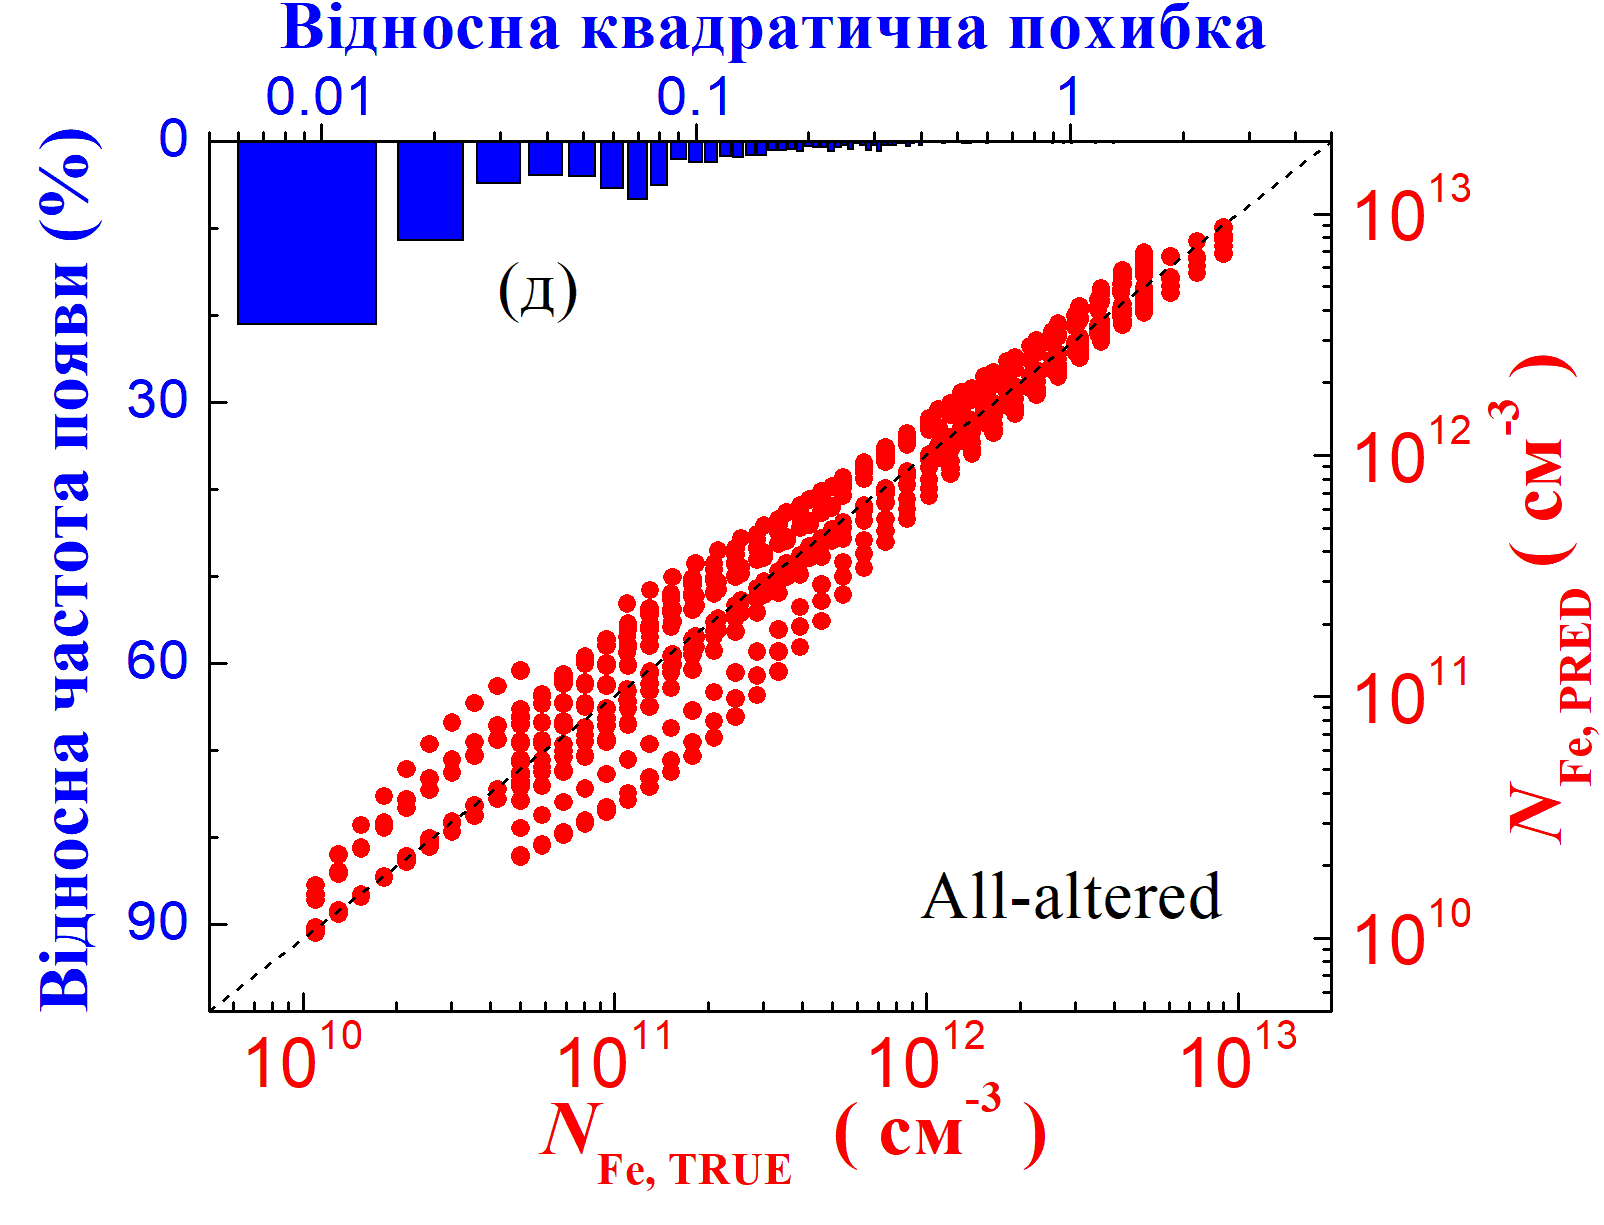 Відносна квадратична похибка
0.01 0.1 1
Відносна частота появи (%)
0
30
60
90
(д)
All-altered
10^13
10^12
10^11
10^10
N Fe, PRED ( см^-3 )
10^10 10^11 10^12 10^13
N Fe, TRUE ( см^-3 )